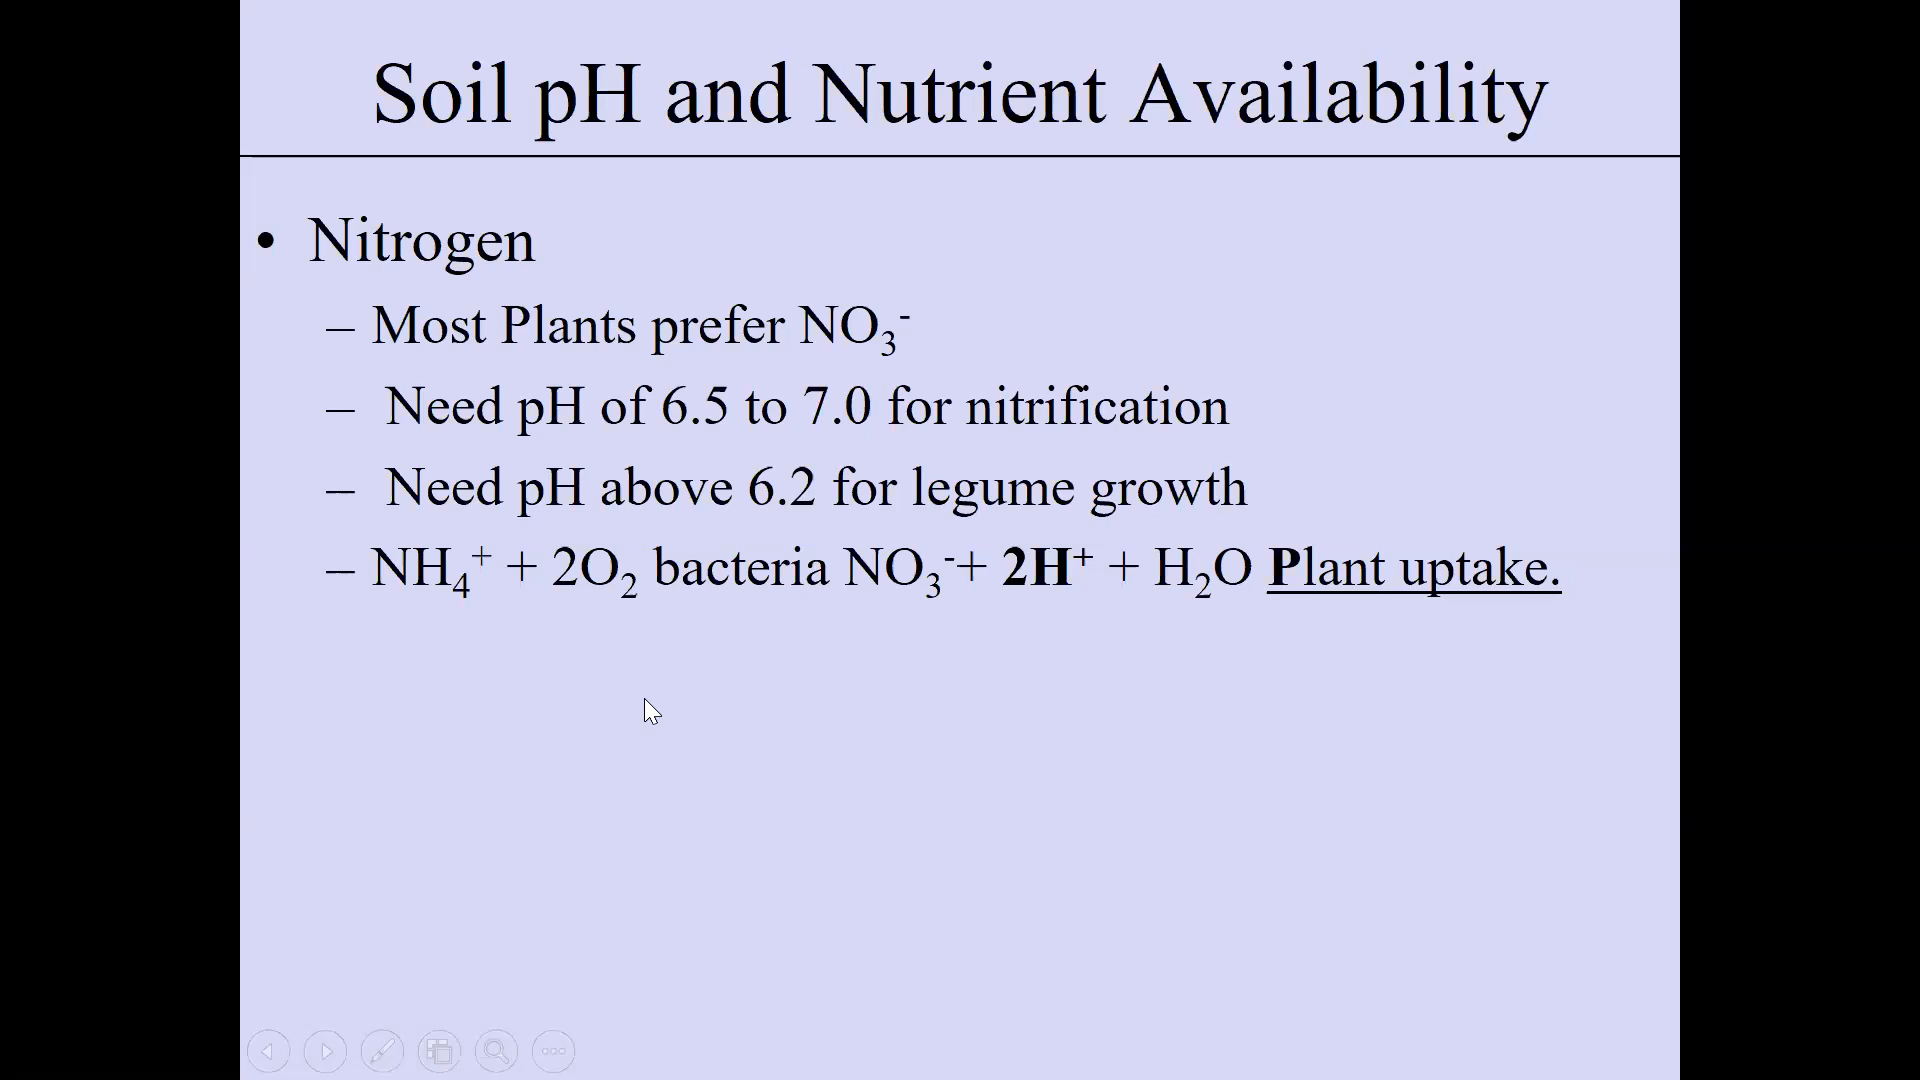 Soil pH and Nutrient Availability
• Nitrogen
– Most Plants prefer NO₃⁻
– Need pH of 6.5 to 7.0 for nitrification
– Need pH above 6.2 for legume growth
– NH₄⁺ + 2O₂ bacteria NO₃⁻+ 2H⁺ + H₂O Plant uptake.